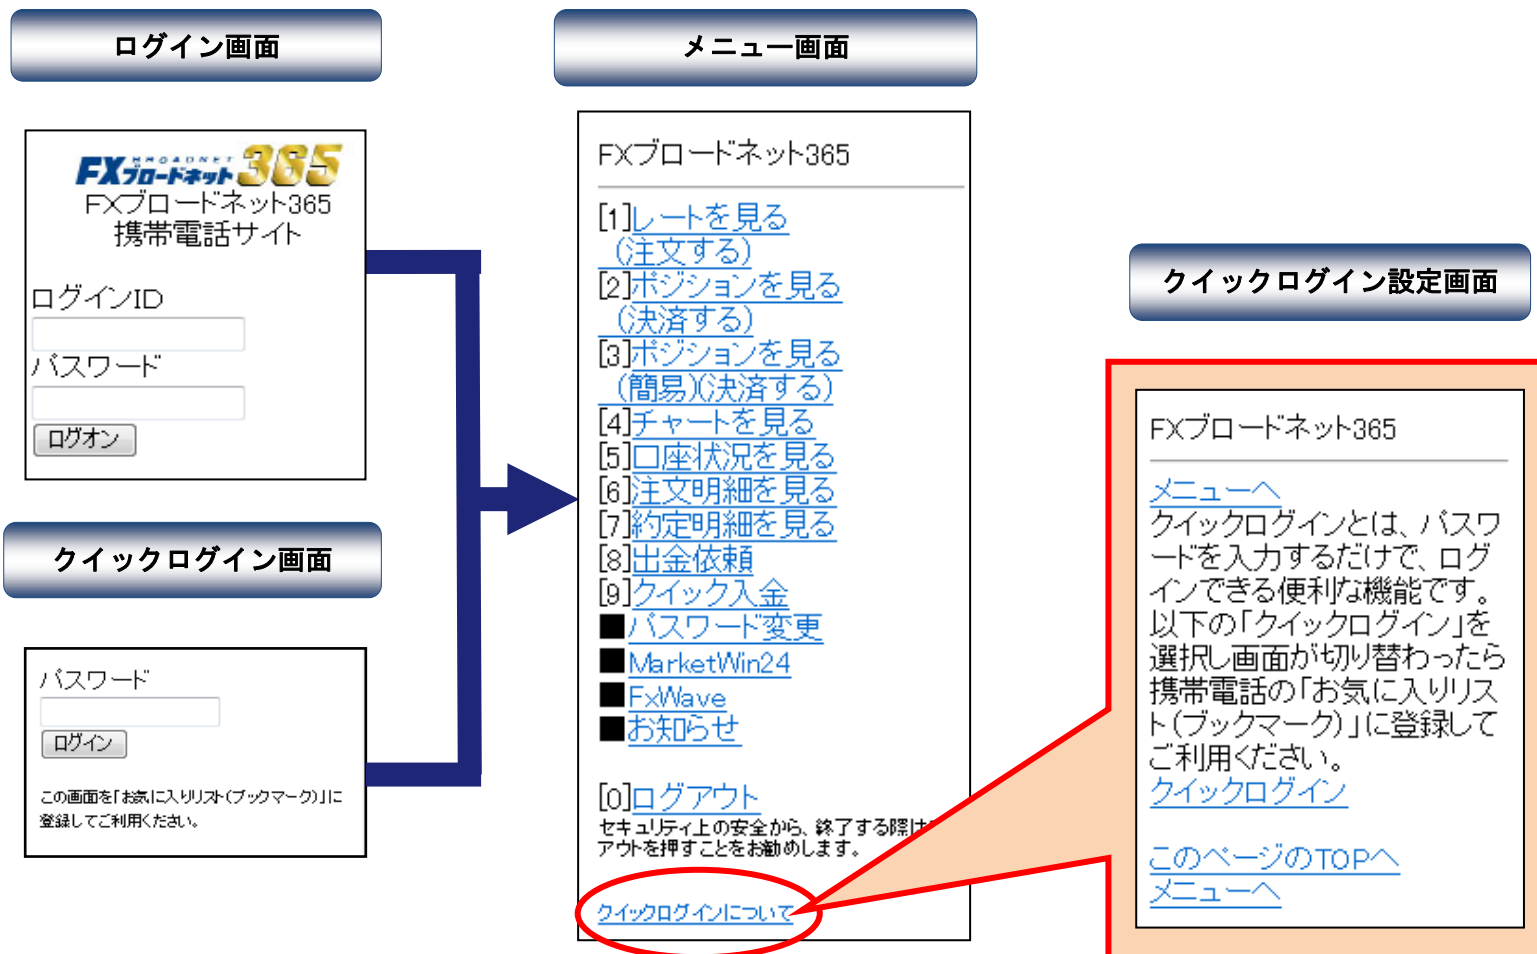 ログイン画面
BROADNET
FXブロードネット365
FXブロードネット365
携帯電話サイト
ログインID
パスワード
ログオン
クイックログイン画面
パスワード
ログイン
この画面を「お気に入りリスト(ブックマーク)」に
登録してご利用ください。
メニュー画面
FXブロードネット365
[1]レートを見る
(注文する)
[2]ポジションを見る
(決済する)
[3]ポジションを見る
(簡易)(決済する)
[4]チャートを見る
[5]口座状況を見る
[6]注文明細を見る
[7]約定明細を見る
[8]出金依頼
[9]クイック入金
■パスワード変更
■MarketWin24
■FxWave
■お知らせ
[0]ログアウト
セキュリティ上の安全から、終了する際は
アウトを押すことをお勧めします。
クイックログインについて
クイックログイン設定画面
FXブロードネット365
メニューへ
クイックログインとは、パスワ
ードを入力するだけで、ログ
インできる便利な機能です。
以下の「クイックログイン」を
選択し画面が切り替わったら
携帯電話の「お気に入りリス
ト(ブックマーク)」に登録して
ご利用ください。
クイックログイン
このページのTOPへ
メニューへ